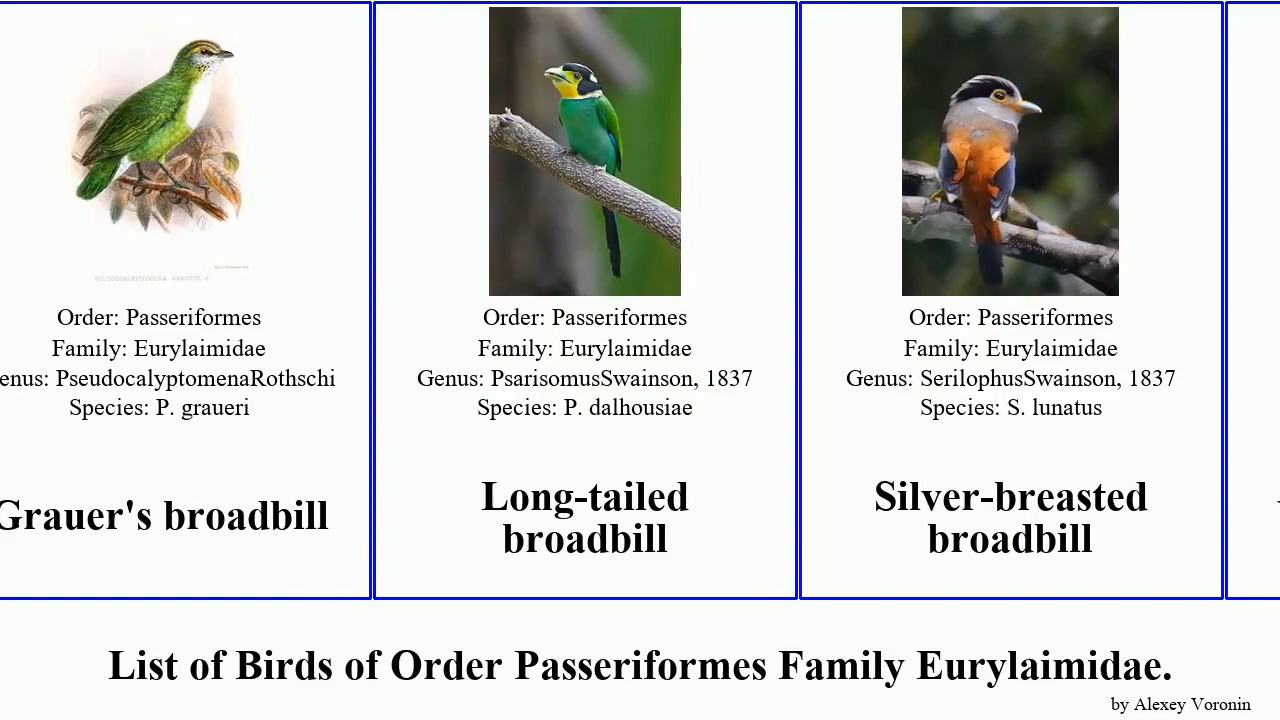 Order: Passeriformes
Family: Eurylaimidae
enus: PseudocalyptomenaRothschi
Species: P. graueri
Grauer's broadbill
Order: Passeriformes
Family: Eurylaimidae
Genus: PsarisomusSwainson, 1837
Species: P. dalhousiae
Long-tailed
broadbill
Order: Passeriformes
Family: Eurylaimidae
Genus: SerilophusSwainson, 1837
Species: S. lunatus
Silver-breasted
broadbill
List of Birds of Order Passeriformes Family Eurylaimidae.
by Alexey Voronin